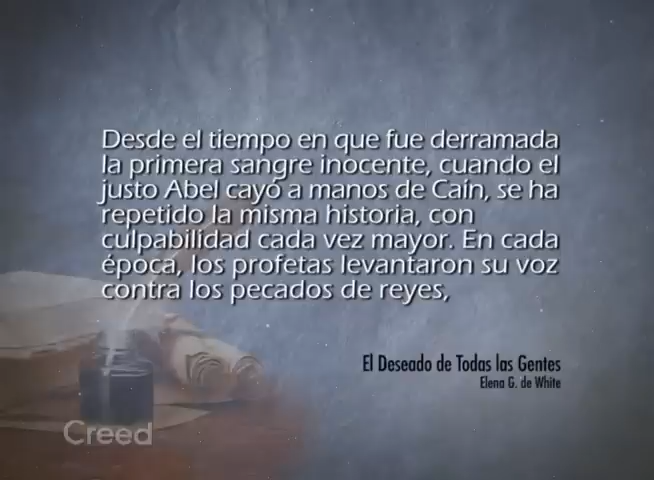 Desde el tiempo en que fue derramada
la primera sangre inocente, cuando el
justo Abel cayó a manos de Caín, se ha
repetido la misma historia, con
culpabilidad cada vez mayor. En cada
época, los profetas levantaron su voz
contra los pecados de reyes,
El Deseado de Todas las Gentes
Elena G. de White
Creed